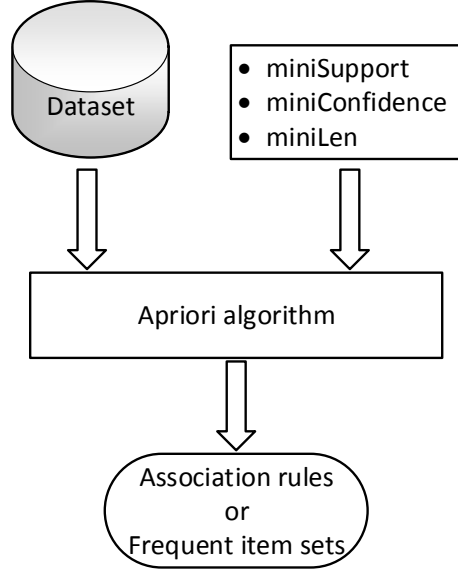 Dataset
• miniSupport
• miniConfidence
• miniLen
Apriori algorithm
Association rules
or
Frequent item sets